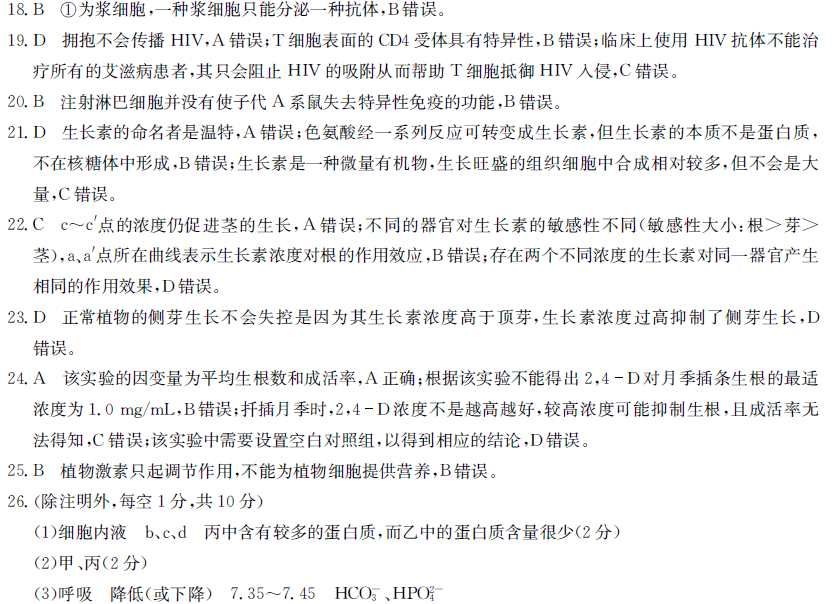 18. B ①为浆细胞,一种浆细胞只能分泌一种抗体,B错误。
19. D 拥抱不会传播 HIV,A错误;T细胞表面的CD4受体具有特异性,B错误;临床上使用 HIV抗体不能治
疗所有的艾滋病患者,其只会阻止HIV的吸附从而帮助T细胞抵御HIV入侵,C错误。
20. B 注射淋巴细胞并没有使子代A系鼠失去特异性免疫的功能,B错误。
21. D 生长素的命名者是温特,A错误;色氨酸经一系列反应可转变成生长素,但生长素的本质不是蛋白质,
不在核糖体中形成,B错误;生长素是一种微量有机物,生长旺盛的组织细胞中合成相对较多,但不会是大
量,C错误。
22. C c～c′点的浓度仍促进茎的生长,A错误;不同的器官对生长素的敏感性不同(敏感性大小:根＞芽＞
茎),a、a′点所在曲线表示生长素浓度对根的作用效应,B错误;存在两个不同浓度的生长素对同一器官产生
相同的作用效果,D错误。
23. D 正常植物的侧芽生长不会失控是因为其生长素浓度高于顶芽,生长素浓度过高抑制了侧芽生长,D
错误。
24. A 该实验的因变量为平均生根数和成活率,A正确;根据该实验不能得出2,4-D对月季插条生根的最适
浓度为1.0 mg/mL,B错误;扦插月季时,2,4-D浓度不是越高越好,较高浓度可能抑制生根,且成活率无
法得知,C错误;该实验中需要设置空白对照组,以得到相应的结论,D错误。
25. B 植物激素只起调节作用,不能为植物细胞提供营养,B错误。
26. (除注明外,每空1分,共10分)
(1)细胞内液 b、c、d 丙中含有较多的蛋白质,而乙中的蛋白质含量很少(2分)
(2)甲、丙(2分)
(3)呼吸 降低(或下降) 7.35～7.45 HCO₃⁻、HPO₄²⁻